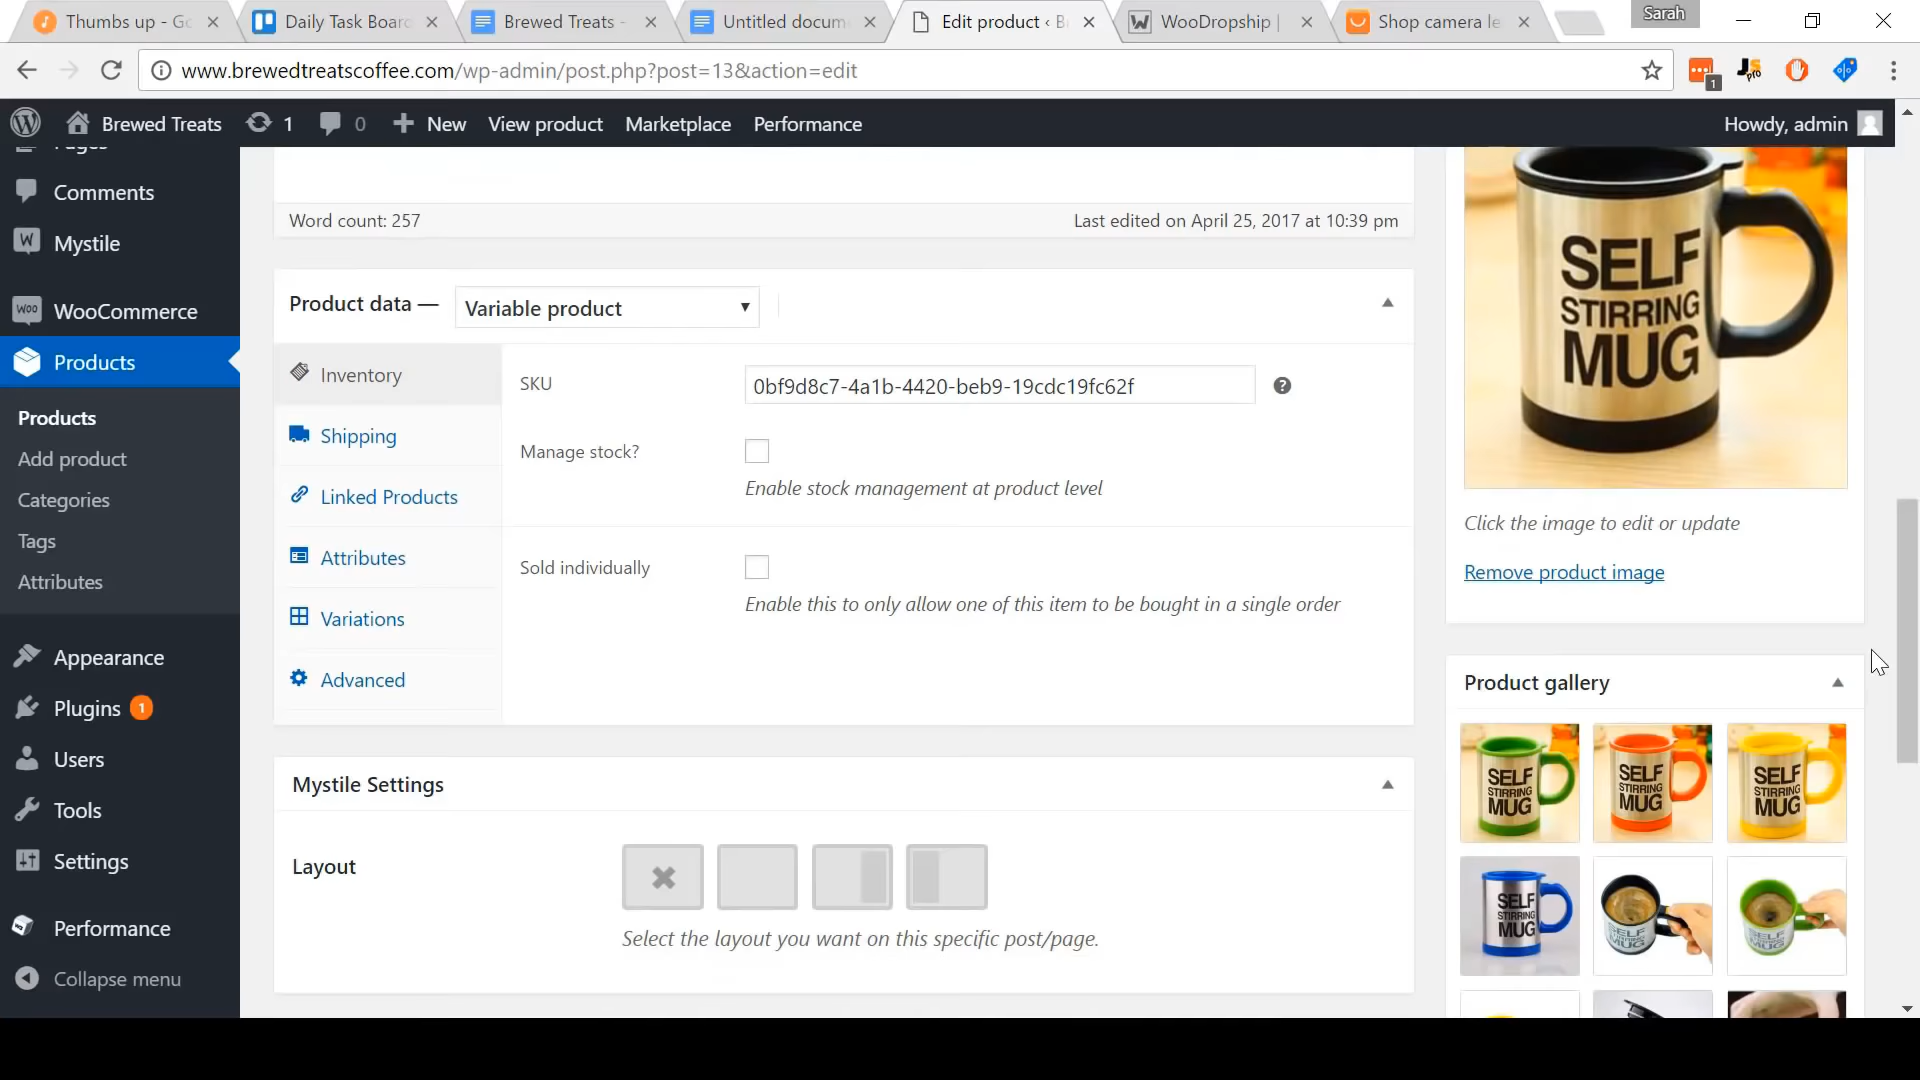 Thumbs up - Go
Daily Task Board
Brewed Treats -
Untitled docum
Edit product ‹ B
WooDropship |
Shop camera le
Sarah
www.brewedtreatscoffee.com/wp-admin/post.php?post=13&action=edit
1
Brewed Treats
1
0
New
View product
Marketplace
Performance
Howdy, admin
Pages
Comments
Mystile
WooCommerce
Products
Products
Add product
Categories
Tags
Attributes
Appearance
Plugins 1
Users
Tools
Settings
Performance
Collapse menu
Word count: 257
Last edited on April 25, 2017 at 10:39 pm
Product data —
Variable product
Inventory
Shipping
Linked Products
Attributes
Variations
Advanced
SKU
0bf9d8c7-4a1b-4420-beb9-19cdc19fc62f
Manage stock?
Enable stock management at product level
Sold individually
Enable this to only allow one of this item to be bought in a single order
Mystile Settings
Layout
Select the layout you want on this specific post/page.
SELF
STIRRING
MUG
Click the image to edit or update
Remove product image
Product gallery
SELF
STIRRING
MUG
SELF
STIRRING
MUG
SELF
STIRRING
MUG
SELF
STIRRING
MUG